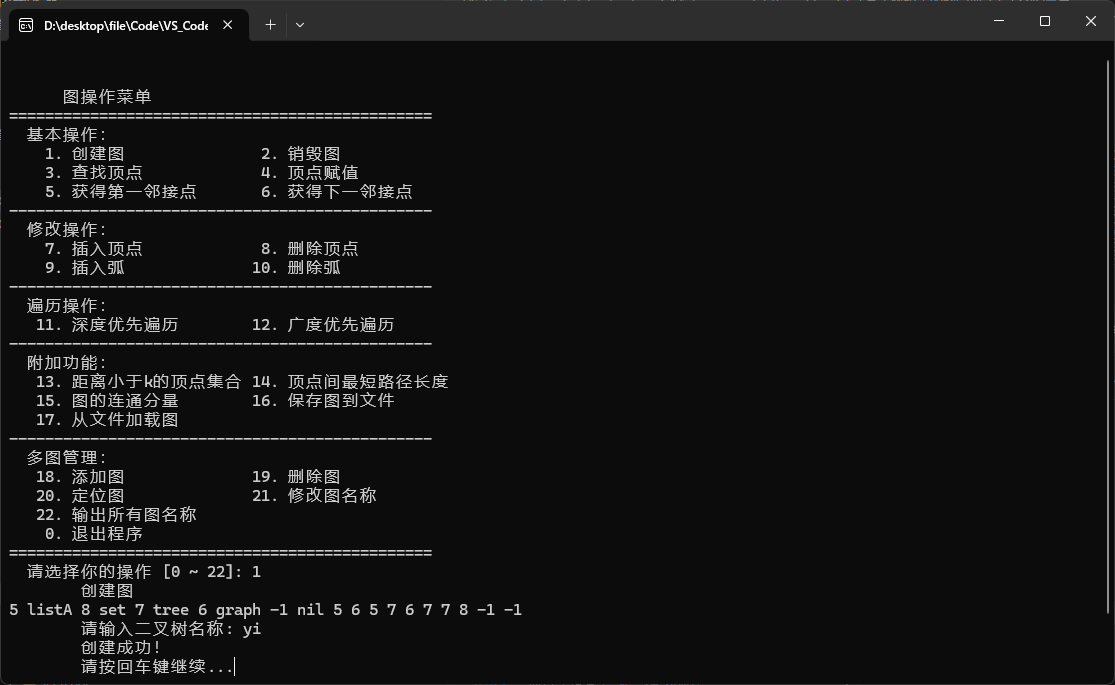 D:\desktop\file\Code\VS_Code
图操作菜单
===============================================
基本操作:
1. 创建图 2. 销毁图
3. 查找顶点 4. 顶点赋值
5. 获得第一邻接点 6. 获得下一邻接点
-----------------------------------------------
修改操作:
7. 插入顶点 8. 删除顶点
9. 插入弧 10. 删除弧
-----------------------------------------------
遍历操作:
11. 深度优先遍历 12. 广度优先遍历
-----------------------------------------------
附加功能:
13. 距离小于k的顶点集合 14. 顶点间最短路径长度
15. 图的连通分量 16. 保存图到文件
17. 从文件加载图
-----------------------------------------------
多图管理:
18. 添加图 19. 删除图
20. 定位图 21. 修改图名称
22. 输出所有图名称
0. 退出程序
===============================================
请选择你的操作 [0 ~ 22]: 1
创建图
5 listA 8 set 7 tree 6 graph -1 nil 5 6 5 7 6 7 7 8 -1 -1
请输入二叉树名称: yi
创建成功!
请按回车键继续...